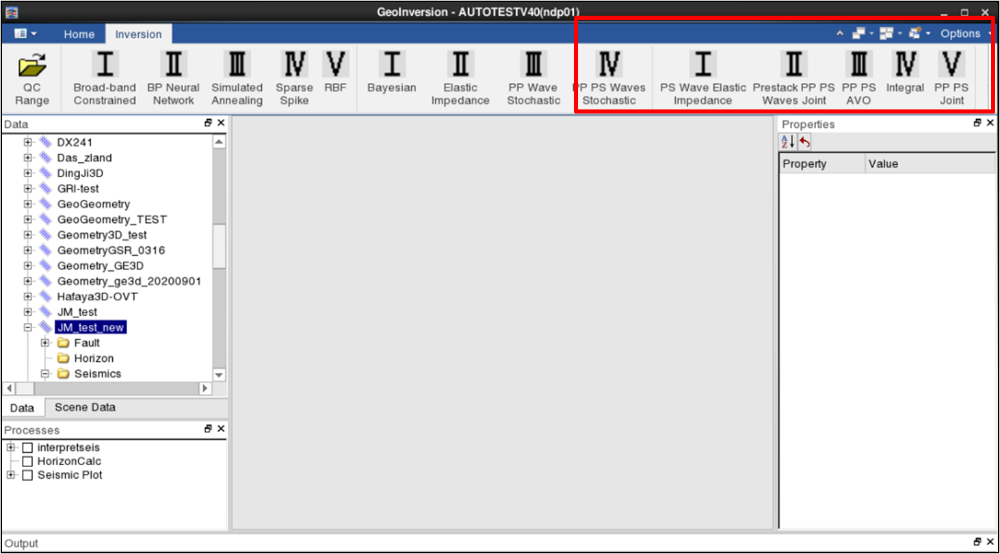 GeoInversion - AUTOTESTV40(ndp01)
Home Inversion Options
QC Range
I Broad-band Constrained
II BP Neural Network
III Simulated Annealing
IV Sparse Spike
V RBF
I Bayesian
II Elastic Impedance
III PP Wave Stochastic
IV PP PS Waves Stochastic
I PS Wave Elastic Impedance
II Prestack PP PS Waves Joint
III PP PS AVO
IV Integral
V PP PS Joint
Data
DX241
Das_zland
DingJi3D
GRI-test
GeoGeometry
GeoGeometry_TEST
Geometry3D_test
GeometryGSR_0316
Geometry_GE3D
Geometry_ge3d_20200901
Hafaya3D-OVT
JM_test
JM_test_new
Fault
Horizon
Seismics
Data Scene Data
Processes
interpretseis
HorizonCalc
Seismic Plot
Properties
A Z
Property Value
Output